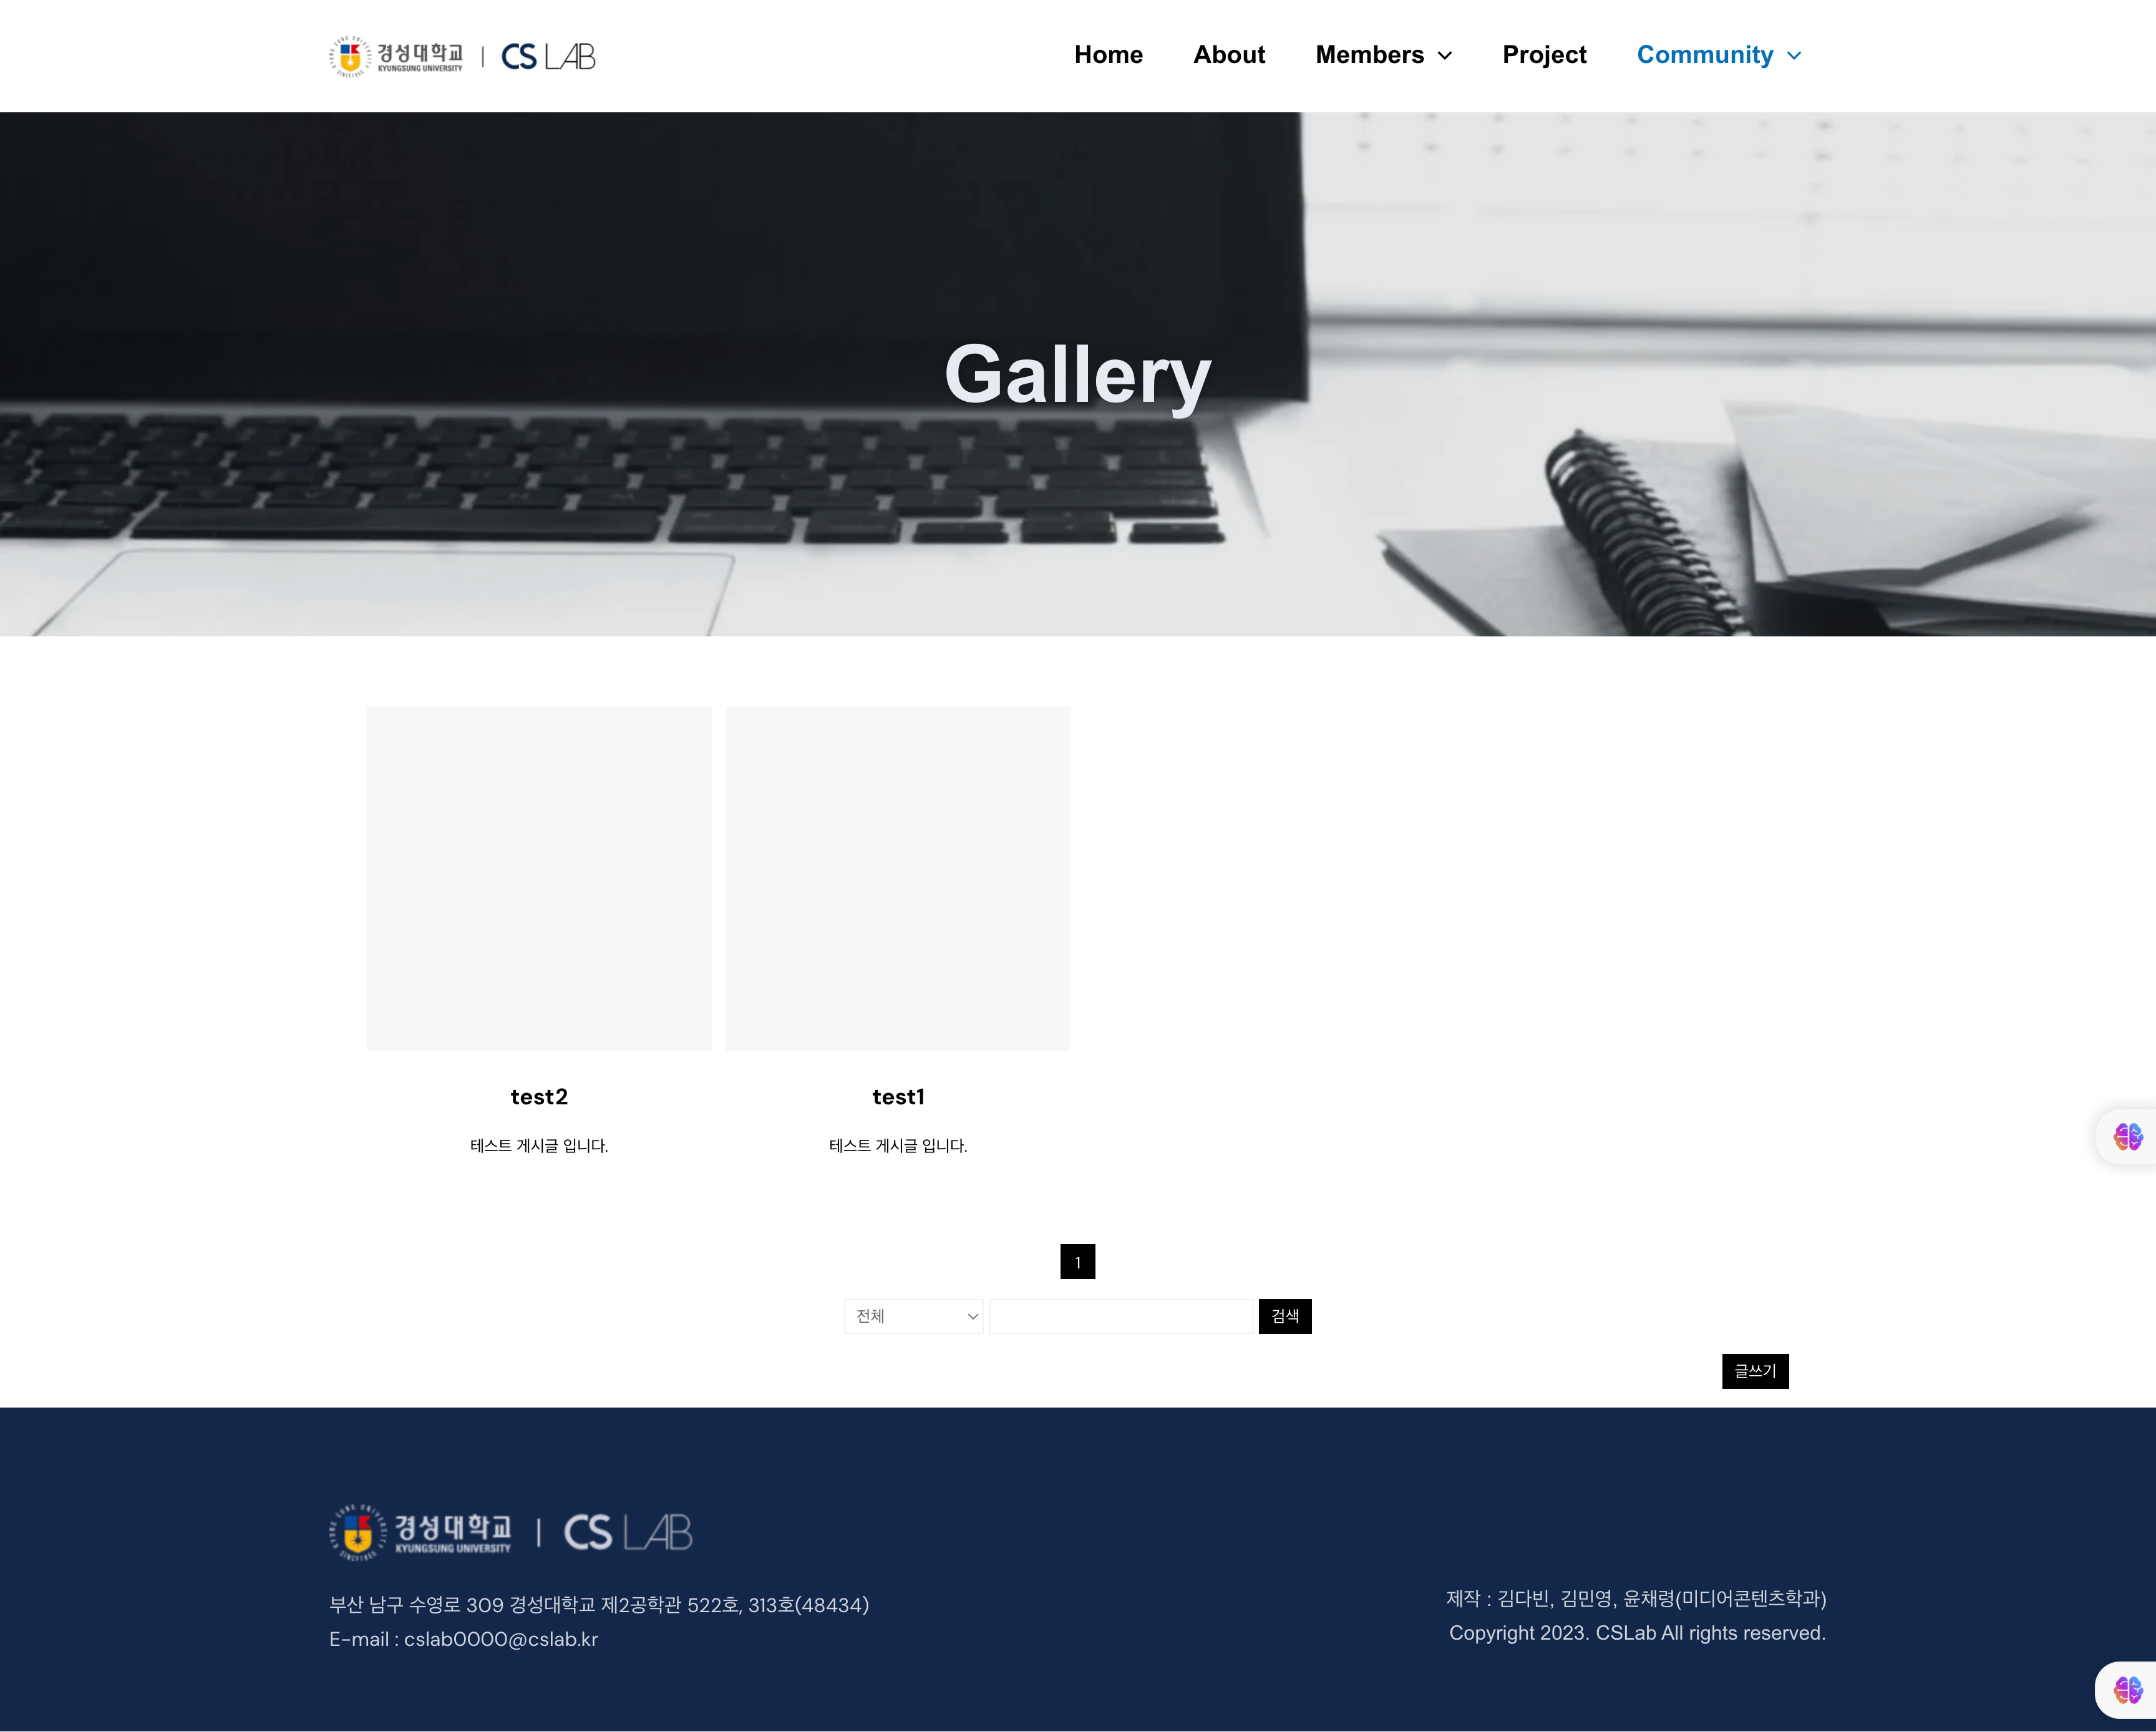 경성대학교
KYUNGSUNG UNIVERSITY
CS LAB
Home
About
Members
Project
Community
Gallery
test2
테스트 게시글 입니다.
test1
테스트 게시글 입니다.
1
전체
검색
글쓰기
경성대학교
KYUNGSUNG UNIVERSITY
CS LAB
부산 남구 수영로 309 경성대학교 제2공학관 522호, 313호(48434)
E-mail : cslab0000@cslab.kr
제작 : 김다빈, 김민영, 윤채령(미디어콘텐츠학과)
Copyright 2023. CSLab All rights reserved.